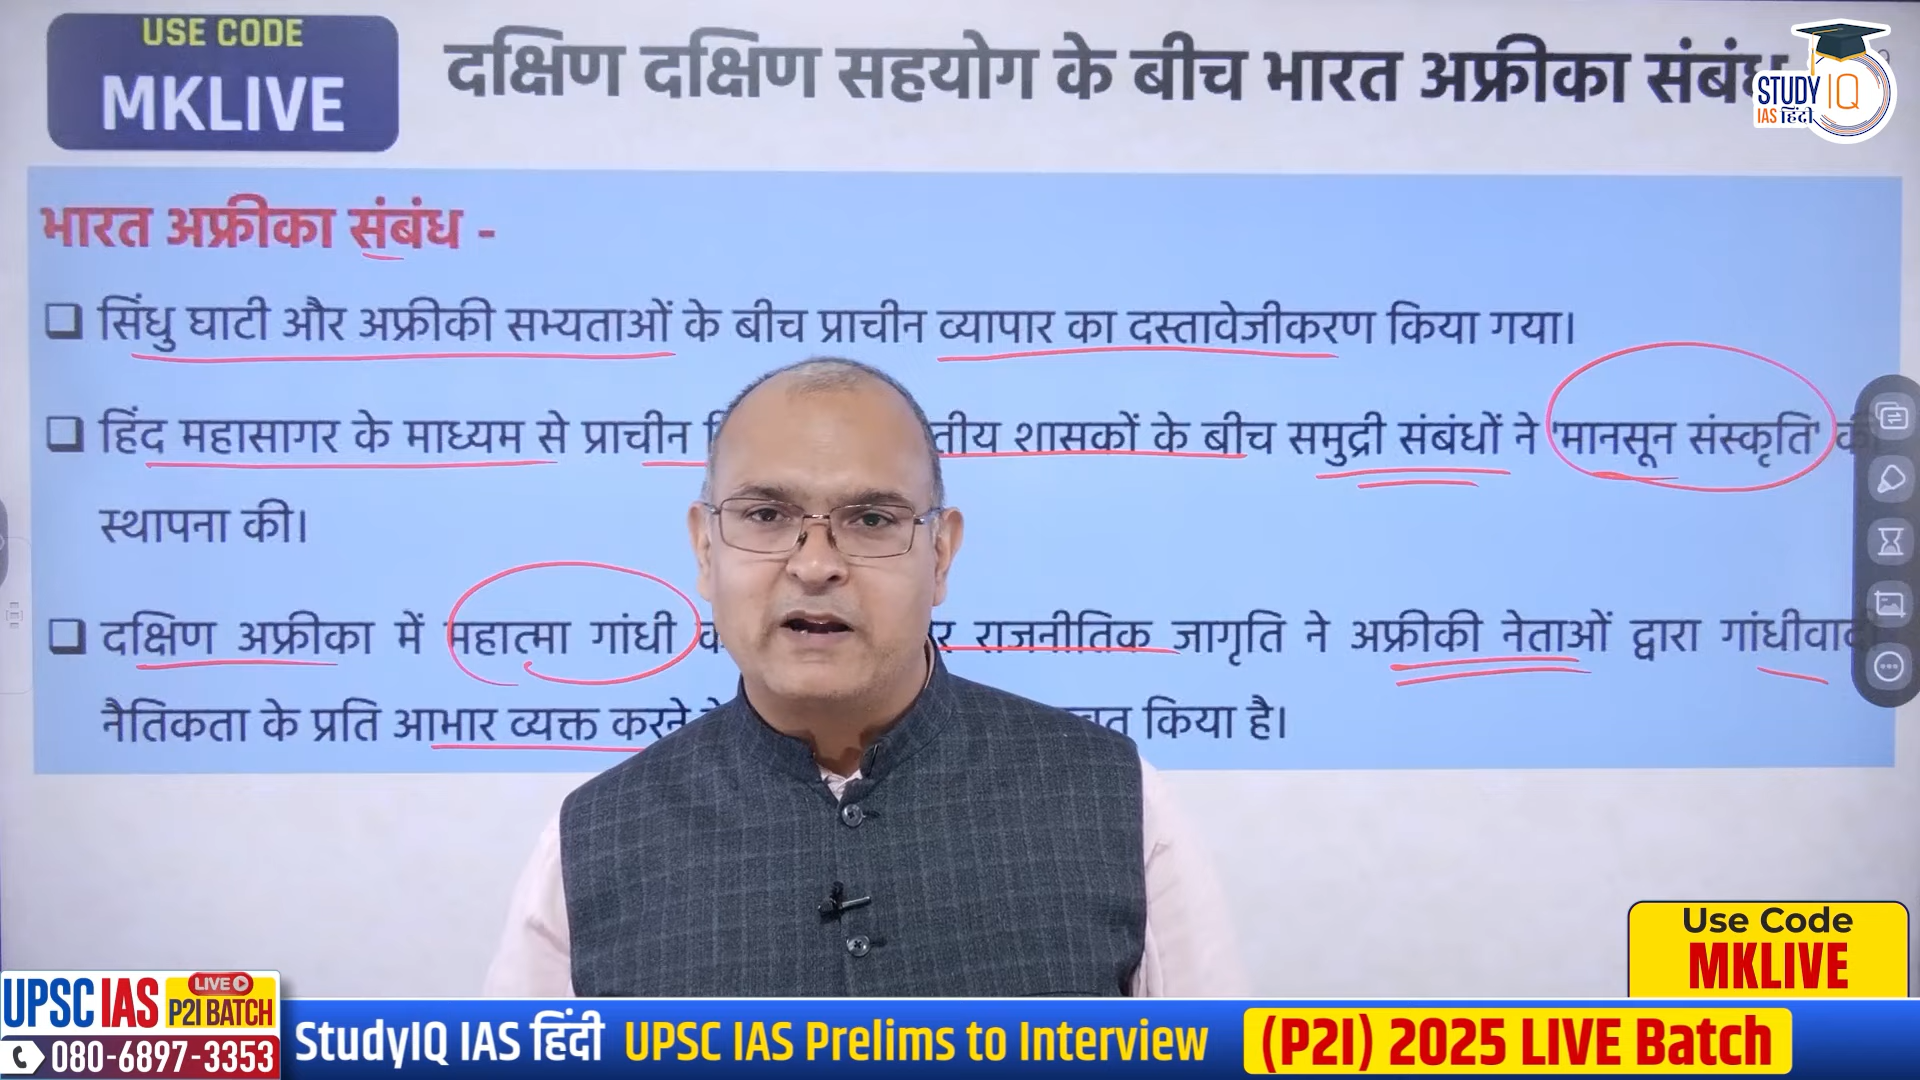 USE CODE
MKLIVE
दक्षिण दक्षिण सहयोग के बीच भारत अफ्रीका संबंध
STUDY IQ
IAS हिंदी
भारत अफ्रीका संबंध -
❑ सिंधु घाटी और अफ्रीकी सभ्यताओं के बीच प्राचीन व्यापार का दस्तावेजीकरण किया गया।
❑ हिंद महासागर के माध्यम से प्राचीन तीय शासकों के बीच समुद्री संबंधों ने 'मानसून संस्कृति' की
स्थापना की।
❑ दक्षिण अफ्रीका में महात्मा गांधी राजनीतिक जागृति ने अफ्रीकी नेताओं द्वारा गांधीवादी
नैतिकता के प्रति आभार व्यक्त करने किया है।
Use Code
MKLIVE
UPSC IAS
LIVE
P2I BATCH
080-6897-3353
StudyIQ IAS हिंदी UPSC IAS Prelims to Interview (P2I) 2025 LIVE Batch